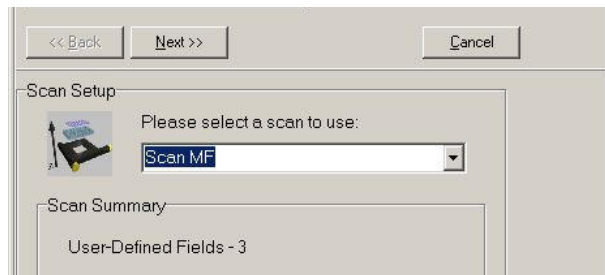 << Back Next >> Cancel
Scan Setup
Please select a scan to use:
Scan MF
Scan Summary
User-Defined Fields - 3